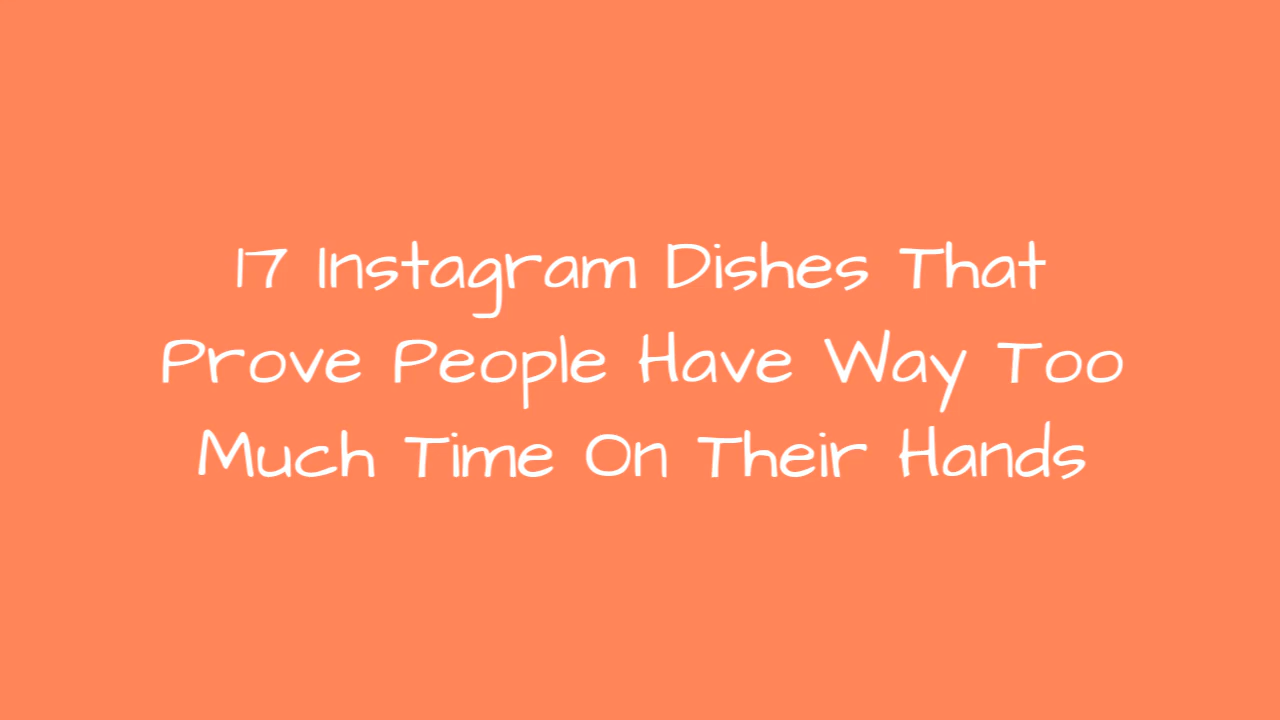 17 Instagram Dishes That
Prove People Have Way Too
Much Time On Their Hands